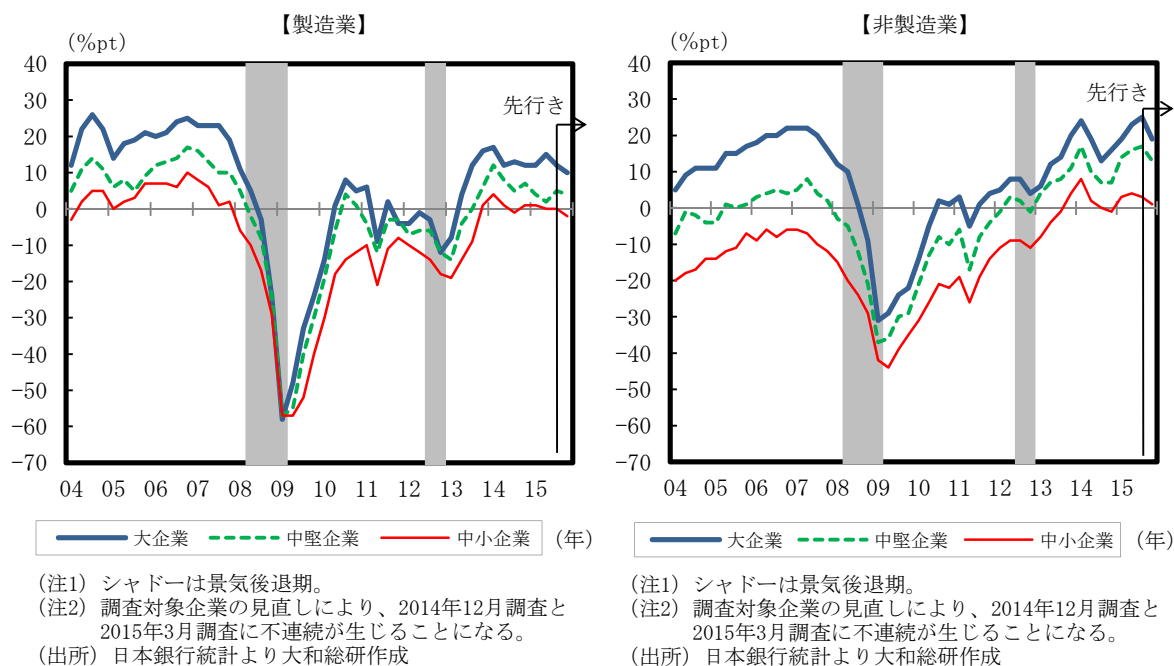 【製造業】
(%pt)
40
30
20
10
0
−10
−20
−30
−40
−50
−60
−70
先行き
04 05 06 07 08 09 10 11 12 13 14 15
大企業 中堅企業 中小企業 (年)
(注1) シャドーは景気後退期。
(注2) 調査対象企業の見直しにより、2014年12月調査と
2015年3月調査に不連続が生じることになる。
(出所) 日本銀行統計より大和総研作成
【非製造業】
(%pt)
40
30
20
10
0
−10
−20
−30
−40
−50
−60
−70
先行き
04 05 06 07 08 09 10 11 12 13 14 15
大企業 中堅企業 中小企業 (年)
(注1) シャドーは景気後退期。
(注2) 調査対象企業の見直しにより、2014年12月調査と
2015年3月調査に不連続が生じることになる。
(出所) 日本銀行統計より大和総研作成